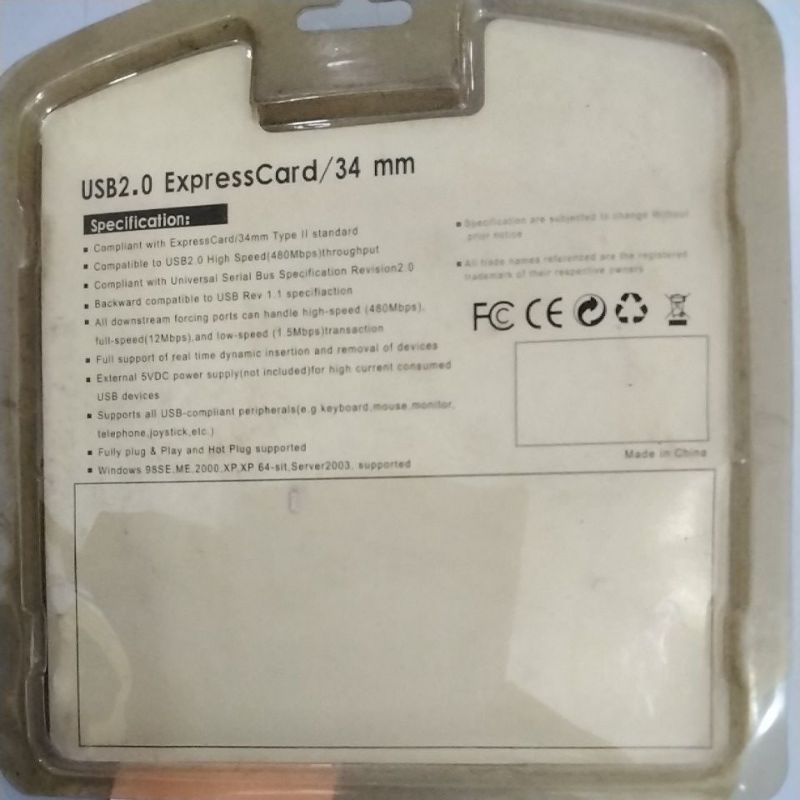 USB2.0 ExpressCard/34 mm
Specification:
▪ Compliant with ExpressCard/34mm Type II standard
▪ Compatible to USB2.0 High Speed(480Mbps)throughput
▪ Compliant with Universal Serial Bus Specification Revision2.0
▪ Backward compatible to USB Rev 1.1 specifiaction
▪ All downstream forcing ports can handle high-speed (480Mbps),
full-speed(12Mbps),and low-speed (1.5Mbps)transaction
▪ Full support of real time dynamic insertion and removal of devices
▪ External 5VDC power supply(not included)for high current consumed
USB devices
▪ Supports all USB-compliant peripherals(e.g keyboard,mouse,monitor,
telephone,joystick,etc.)
▪ Fully plug & Play and Hot Plug supported
▪ Windows 98SE,ME,2000,XP,XP 64-sit,Server2003, supported
▪ Specification are subjected to change Without
prior notice
▪ All trade names referenced are the registered
trademark of their respective owners
FC CE
Made in China